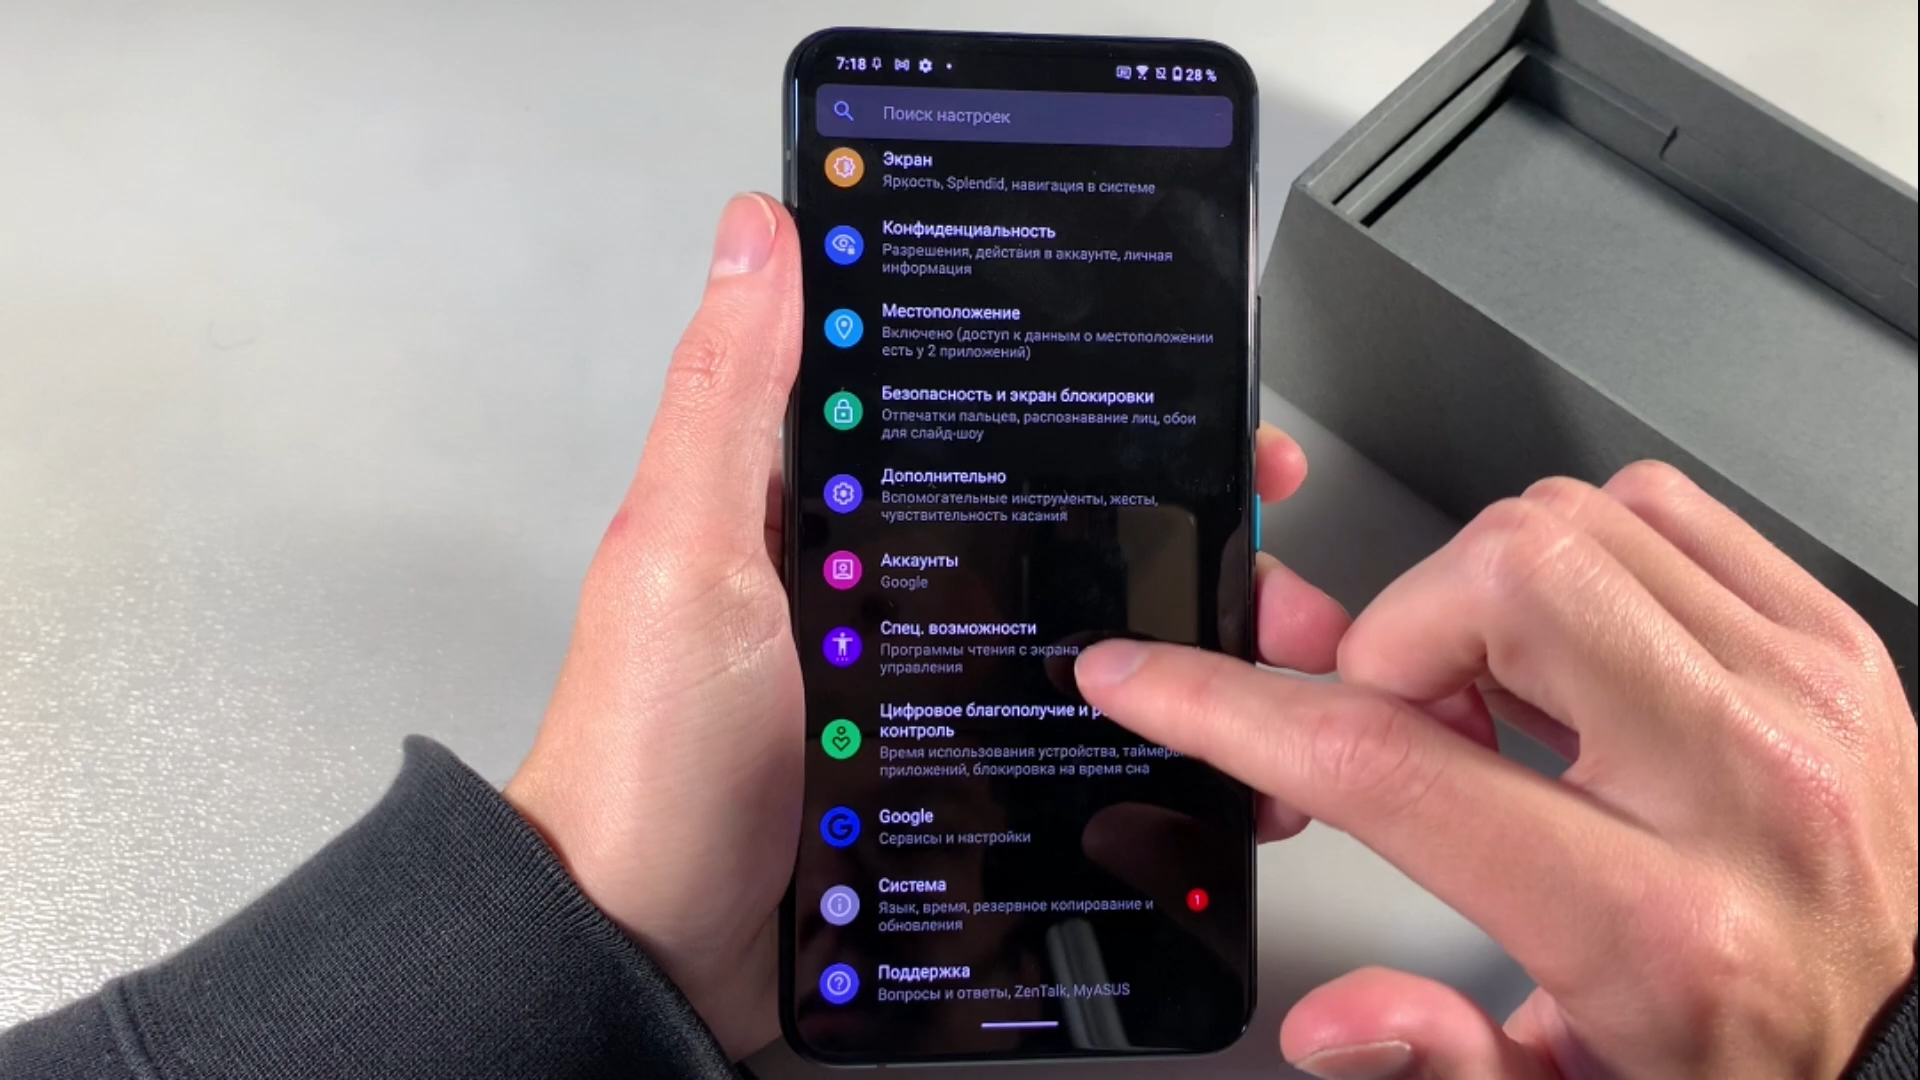 7:18
28 %
Поиск настроек
Экран
Яркость, Splendid, навигация в системе
Конфиденциальность
Разрешения, действия в аккаунте, личная
информация
Местоположение
Включено (доступ к данным о местоположении
есть у 2 приложений)
Безопасность и экран блокировки
Отпечатки пальцев, распознавание лиц, обои
для слайд-шоу
Дополнительно
Вспомогательные инструменты, жесты,
чувствительность касания
Аккаунты
Google
Спец. возможности
Программы чтения с экрана,
управления
Цифровое благополучие и
контроль
Время использования устройства, таймеры
приложений, блокировка на время сна
Google
Сервисы и настройки
Система
Язык, время, резервное копирование и
обновления
1
Поддержка
Вопросы и ответы, ZenTalk, MyASUS